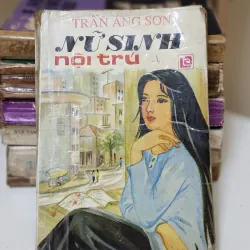 TRẦN ANG SƠN
NỮ SINH
nội trú